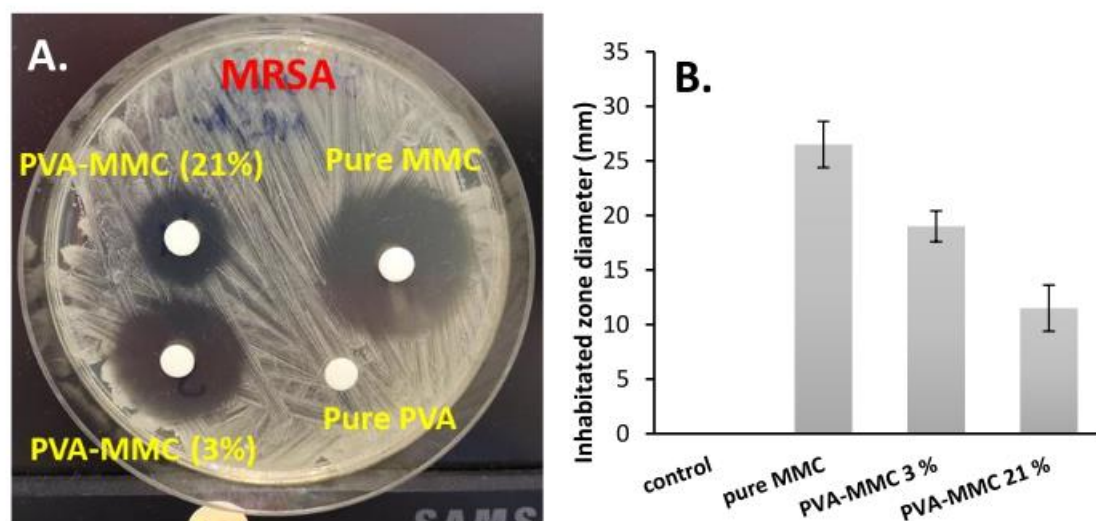 A.
MRSA
PVA-MMC (21%)
Pure MMC
Pure PVA
PVA-MMC (3%)
SAMS
B.
Inhabitated zone diameter (mm)
35
30
25
20
15
10
5
0
control
pure MMC
PVA-MMC 3 %
PVA-MMC 21 %